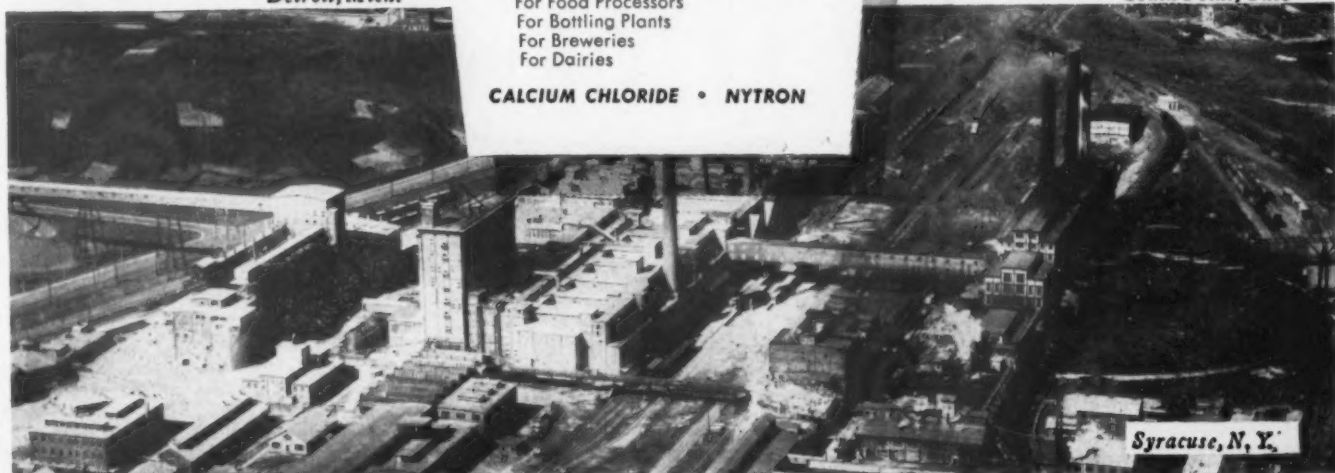 For Food Processors
For Bottling Plants
For Breweries
For Dairies
CALCIUM CHLORIDE • NYTRON
Syracuse, N. Y.